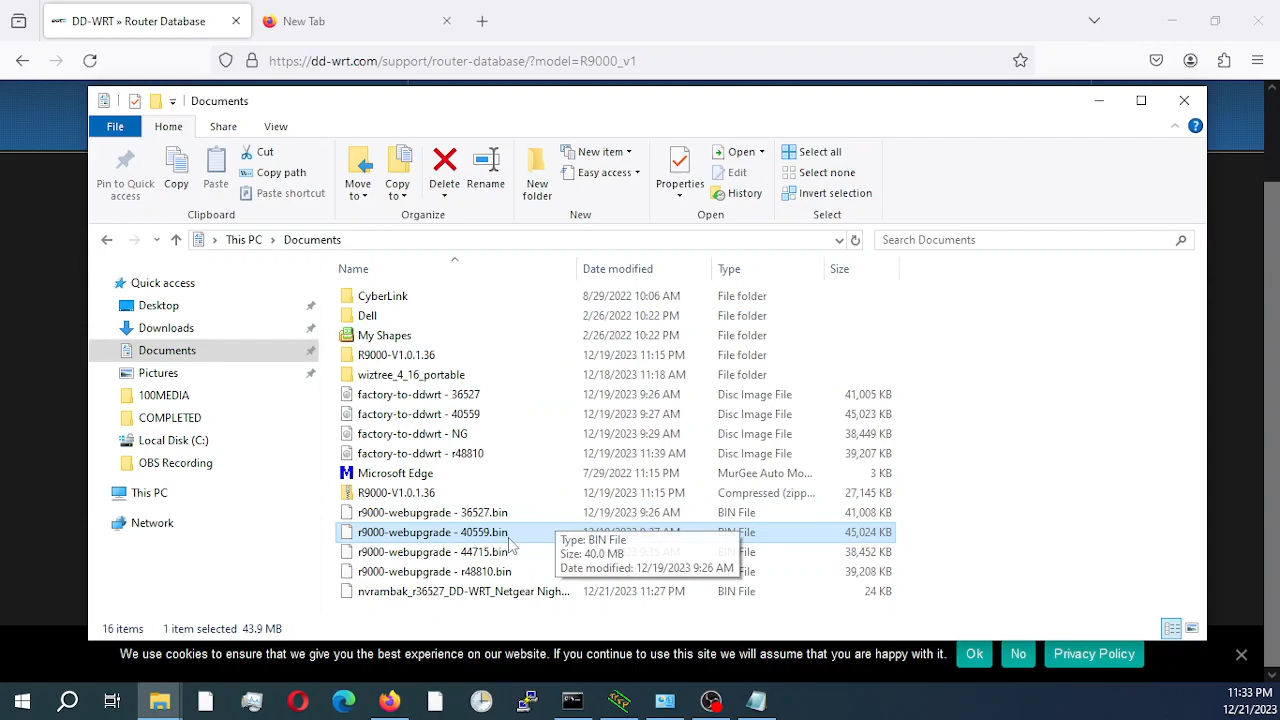 DD-WRT » Router Database
New Tab
https://dd-wrt.com/support/router-database/?model=R9000_v1
Documents
File Home Share View
Pin to Quick access
Copy
Paste
Cut
Copy path
Paste shortcut
Clipboard
Move to
Copy to
Delete
Rename
Organize
New folder
New item
Easy access
New
Properties
Open
Edit
History
Open
Select all
Select none
Invert selection
Select
This PC > Documents
Search Documents
Quick access
Desktop
Downloads
Documents
Pictures
100MEDIA
COMPLETED
Local Disk (C:)
OBS Recording
This PC
Network
Name Date modified Type Size
CyberLink 8/29/2022 10:06 AM File folder
Dell 2/26/2022 10:22 PM File folder
My Shapes 2/26/2022 10:22 PM File folder
R9000-V1.0.1.36 12/19/2023 11:15 PM File folder
wiztree_4_16_portable 12/18/2023 11:18 AM File folder
factory-to-ddwrt - 36527 12/19/2023 9:26 AM Disc Image File 41,005 KB
factory-to-ddwrt - 40559 12/19/2023 9:27 AM Disc Image File 45,023 KB
factory-to-ddwrt - NG 12/19/2023 9:29 AM Disc Image File 38,449 KB
factory-to-ddwrt - r48810 12/19/2023 11:39 AM Disc Image File 39,207 KB
Microsoft Edge 7/29/2022 11:15 PM MurGee Auto Mo... 3 KB
R9000-V1.0.1.36 12/19/2023 11:15 PM Compressed (zipp... 27,145 KB
r9000-webupgrade - 36527.bin 12/19/2023 9:26 AM BIN File 41,008 KB
r9000-webupgrade - 40559.bin 45,024 KB
r9000-webupgrade - 44715.bin 38,452 KB
r9000-webupgrade - r48810.bin 39,208 KB
nvrambak_r36527_DD-WRT_Netgear Nigh... 12/21/2023 11:27 PM BIN File 24 KB
Type: BIN File
Size: 40.0 MB
Date modified: 12/19/2023 9:26 AM
16 items 1 item selected 43.9 MB
We use cookies to ensure that we give you the best experience on our website. If you continue to use this site we will assume that you are happy with it. Ok No Privacy Policy
11:33 PM
12/21/2023